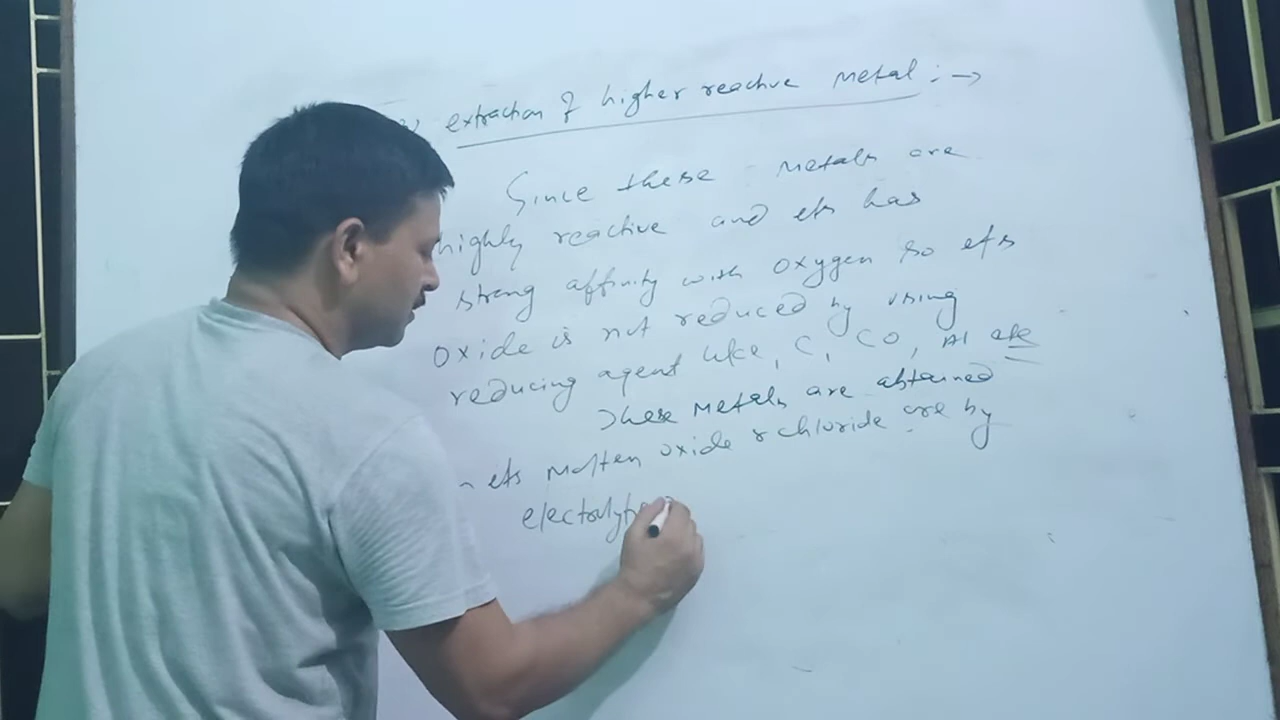 extraction of higher reactive Metal :→
Since these Metals are
highly reactive and its has
strong affinity with oxygen so its
oxide is not reduced by using
reducing agent like, C, CO, Al etc
These Metals are obtained
its Molten oxide & chloride are by
electrolyt